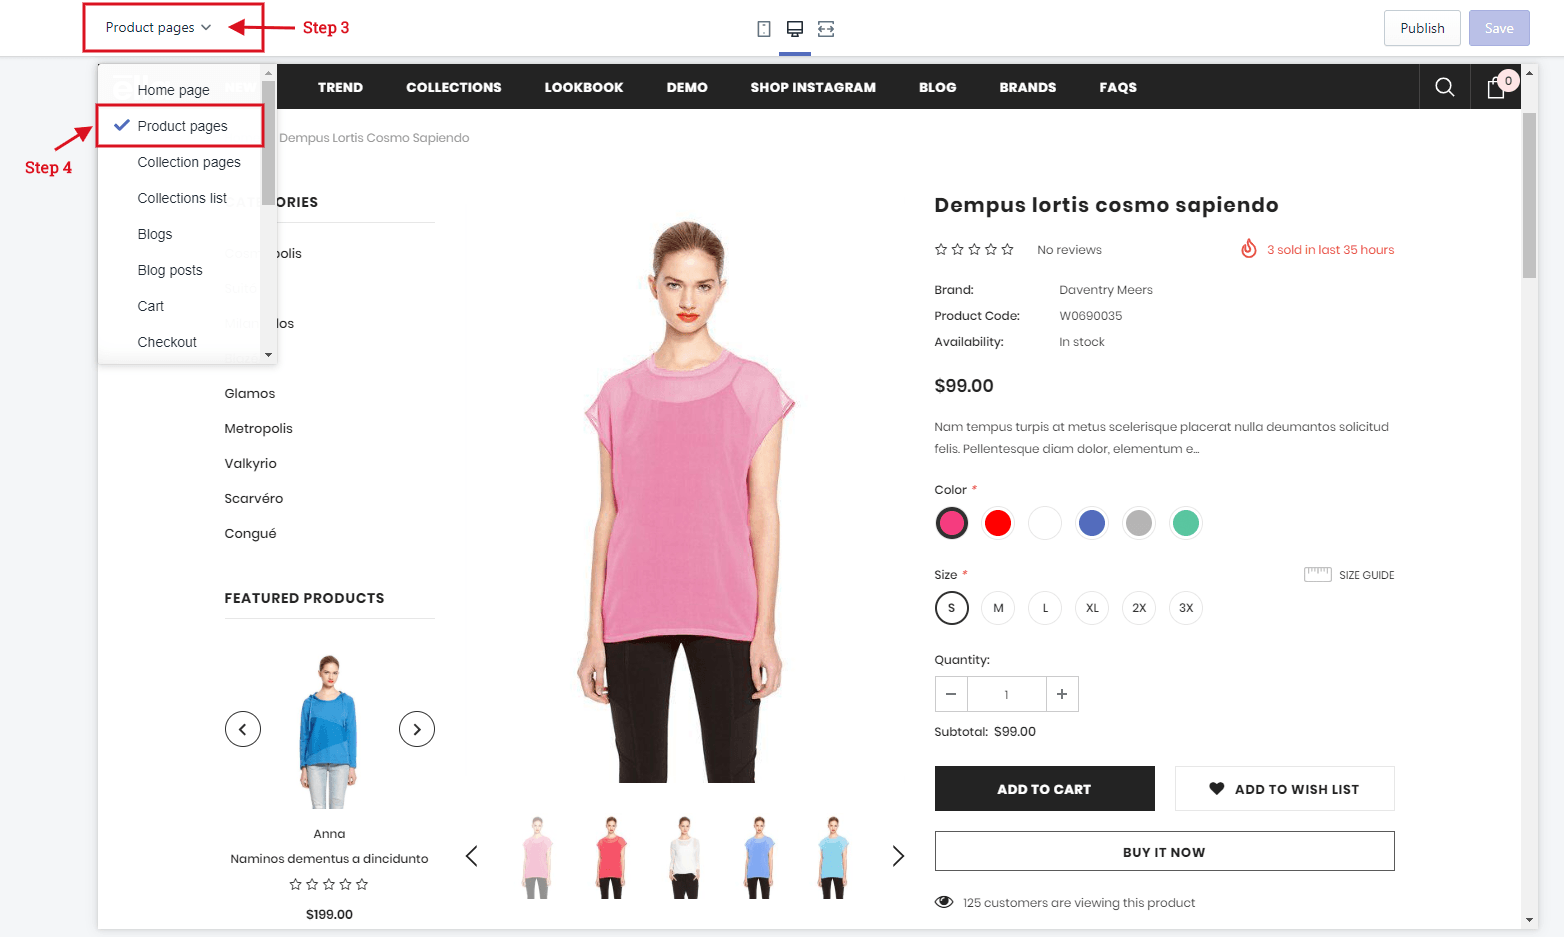 Product pages
Step 3
Publish
Save
Home page
Product pages
Collection pages
Collections list
Blogs
Blog posts
Cart
Checkout
Step 4
TREND
COLLECTIONS
LOOKBOOK
DEMO
SHOP INSTAGRAM
BLOG
BRANDS
FAQS
0
Dempus Lortis Cosmo Sapiendo
ORIES
Glamos
Metropolis
Valkyrio
Scarvéro
Congué
FEATURED PRODUCTS
Anna
Naminos dementus a dincidunto
$199.00
Dempus lortis cosmo sapiendo
No reviews
3 sold in last 35 hours
Brand: Daventry Meers
Product Code: W0690035
Availability: In stock
$99.00
Nam tempus turpis at metus scelerisque placerat nulla deumantos solicitud
felis. Pellentesque diam dolor, elementum e...
Color *
Size *
SIZE GUIDE
S M L XL 2X 3X
Quantity:
1
Subtotal: $99.00
ADD TO CART
ADD TO WISH LIST
BUY IT NOW
125 customers are viewing this product